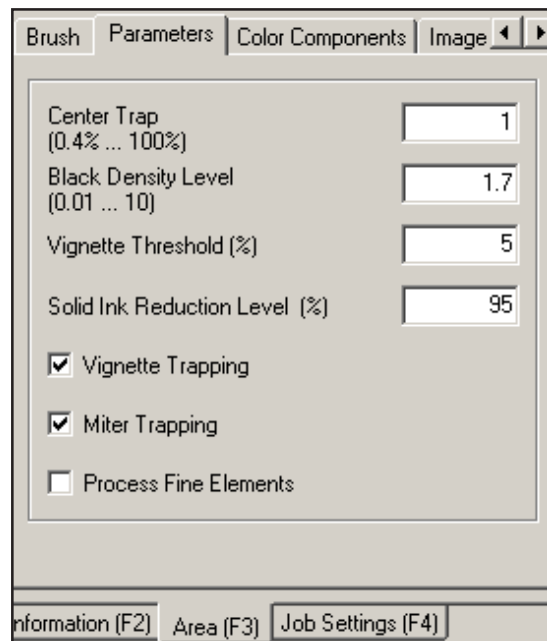 Brush Parameters Color Components Image
Center Trap 1
(0.4% ... 100%)
Black Density Level 1.7
(0.01 ... 10)
Vignette Threshold (%) 5
Solid Ink Reduction Level (%) 95
Vignette Trapping
Miter Trapping
Process Fine Elements
nformation (F2) Area (F3) Job Settings (F4)